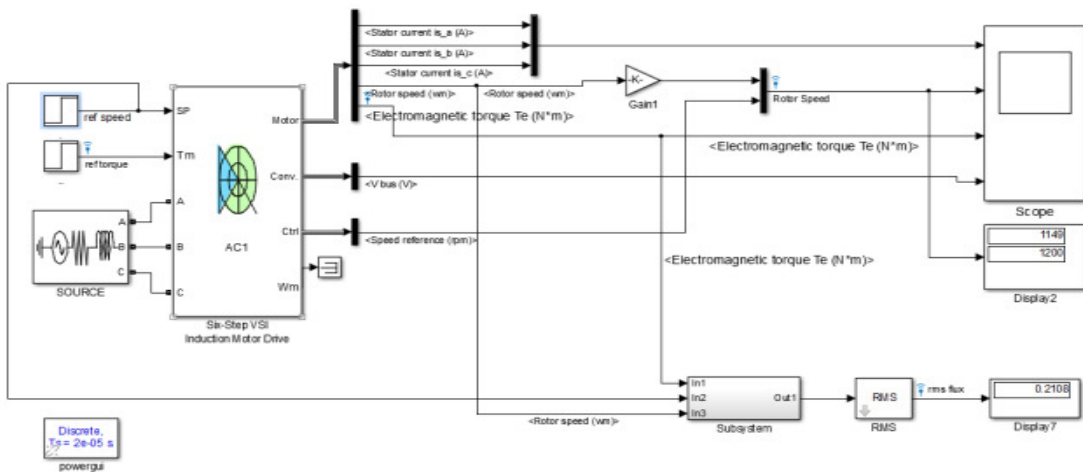 <Stator current is_a (A)>
<Stator current is_b (A)>
<Stator current is_c (A)>
<Rotor speed (wm)>
<Rotor speed (wm)>
-K-
Gain1
Rotor Speed
<Electromagnetic torque Te (N*m)>
<Electromagnetic torque Te (N*m)>
<V bus (V)>
<Speed reference (rpm)>
<Electromagnetic torque Te (N*m)>
Scope
ref speed
ref torque
SP
Tm
A
B
C
Motor
Conv.
Ctrl
Wm
AC1
Six-Step VSI
Induction Motor Drive
A
B
C
SOURCE
1149
1200
Display2
In1
In2
In3
Out1
Subsystem
<Rotor speed (wm)>
RMS
RMS
rms flux
0.2108
Display7
Discrete,
Ts = 2e-05 s
powergui